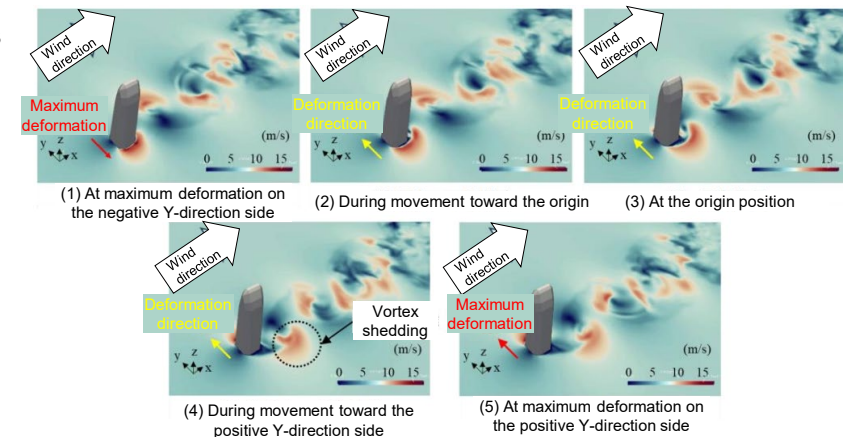 Wind
direction
Maximum
deformation
y z x
(m/s)
0 5 10 15
(1) At maximum deformation on
the negative Y-direction side
Wind
direction
Deformation
direction
y z x
(m/s)
0 5 10 15
(2) During movement toward the origin
Wind
direction
Deformation
direction
y z x
(m/s)
0 5 10 15
(3) At the origin position
Wind
direction
Deformation
direction
Vortex
shedding
y z x
(m/s)
0 5 10 15
(4) During movement toward the
positive Y-direction side
Wind
direction
Maximum
deformation
y z x
(m/s)
0 5 10 15
(5) At maximum deformation on
the positive Y-direction side